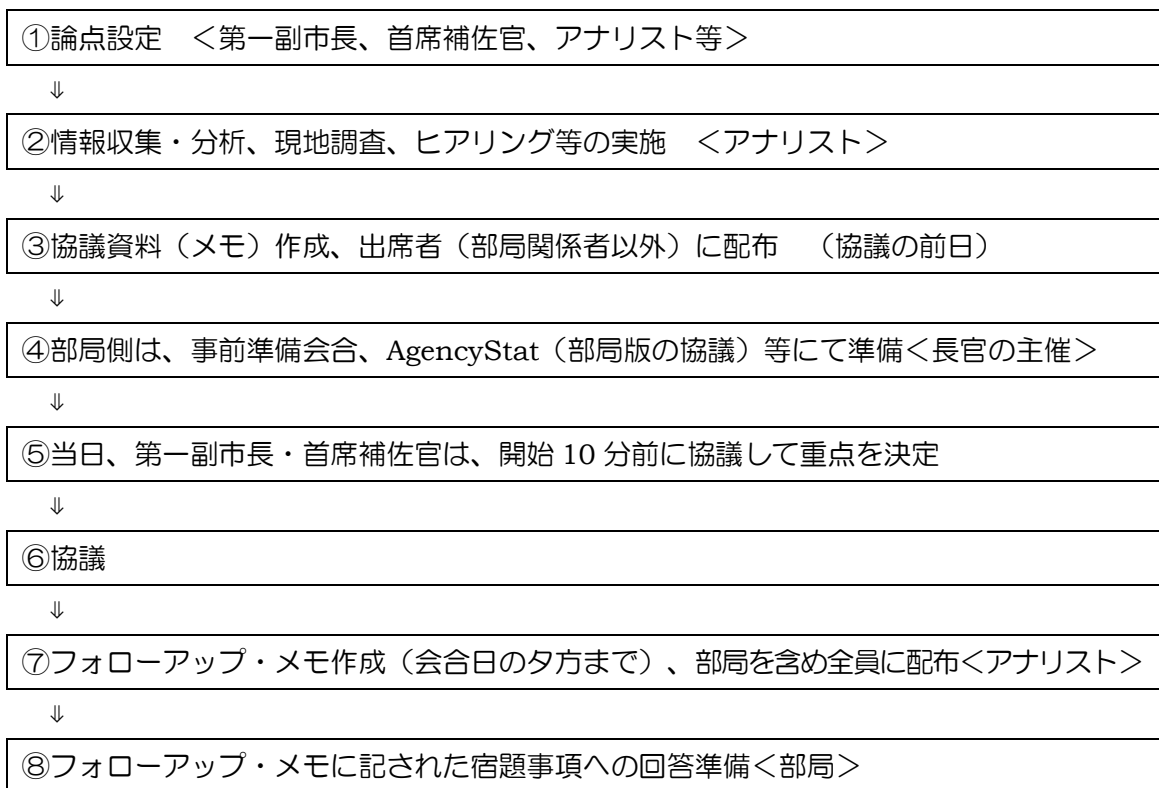 ①論点設定　＜第一副市長、首席補佐官、アナリスト等＞
⇓
②情報収集・分析、現地調査、ヒアリング等の実施　＜アナリスト＞
⇓
③協議資料（メモ）作成、出席者（部局関係者以外）に配布　（協議の前日）
⇓
④部局側は、事前準備会合、AgencyStat（部局版の協議）等にて準備＜長官の主催＞
⇓
⑤当日、第一副市長・首席補佐官は、開始 10 分前に協議して重点を決定
⇓
⑥協議
⇓
⑦フォローアップ・メモ作成（会合日の夕方まで）、部局を含め全員に配布＜アナリスト＞
⇓
⑧フォローアップ・メモに記された宿題事項への回答準備＜部局＞